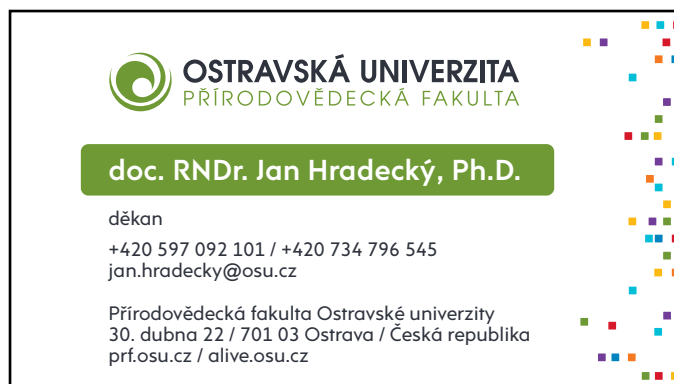 OSTRAVSKÁ UNIVERZITA
PŘÍRODOVĚDECKÁ FAKULTA
doc. RNDr. Jan Hradecký, Ph.D.
děkan
+420 597 092 101 / +420 734 796 545
jan.hradecky@osu.cz
Přírodovědecká fakulta Ostravské univerzity
30. dubna 22 / 701 03 Ostrava / Česká republika
prf.osu.cz / alive.osu.cz